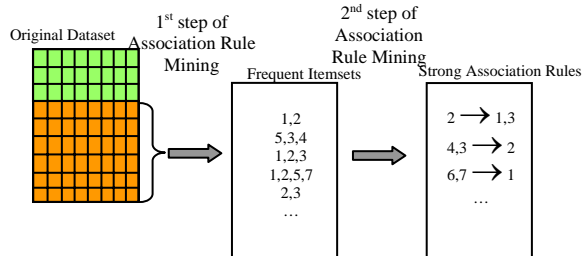 Original Dataset
1st step of
Association Rule
Mining
2nd step of
Association
Rule Mining
Frequent Itemsets
1,2
5,3,4
1,2,3
1,2,5,7
2,3
…
Strong Association Rules
2 → 1,3
4,3 → 2
6,7 → 1
…